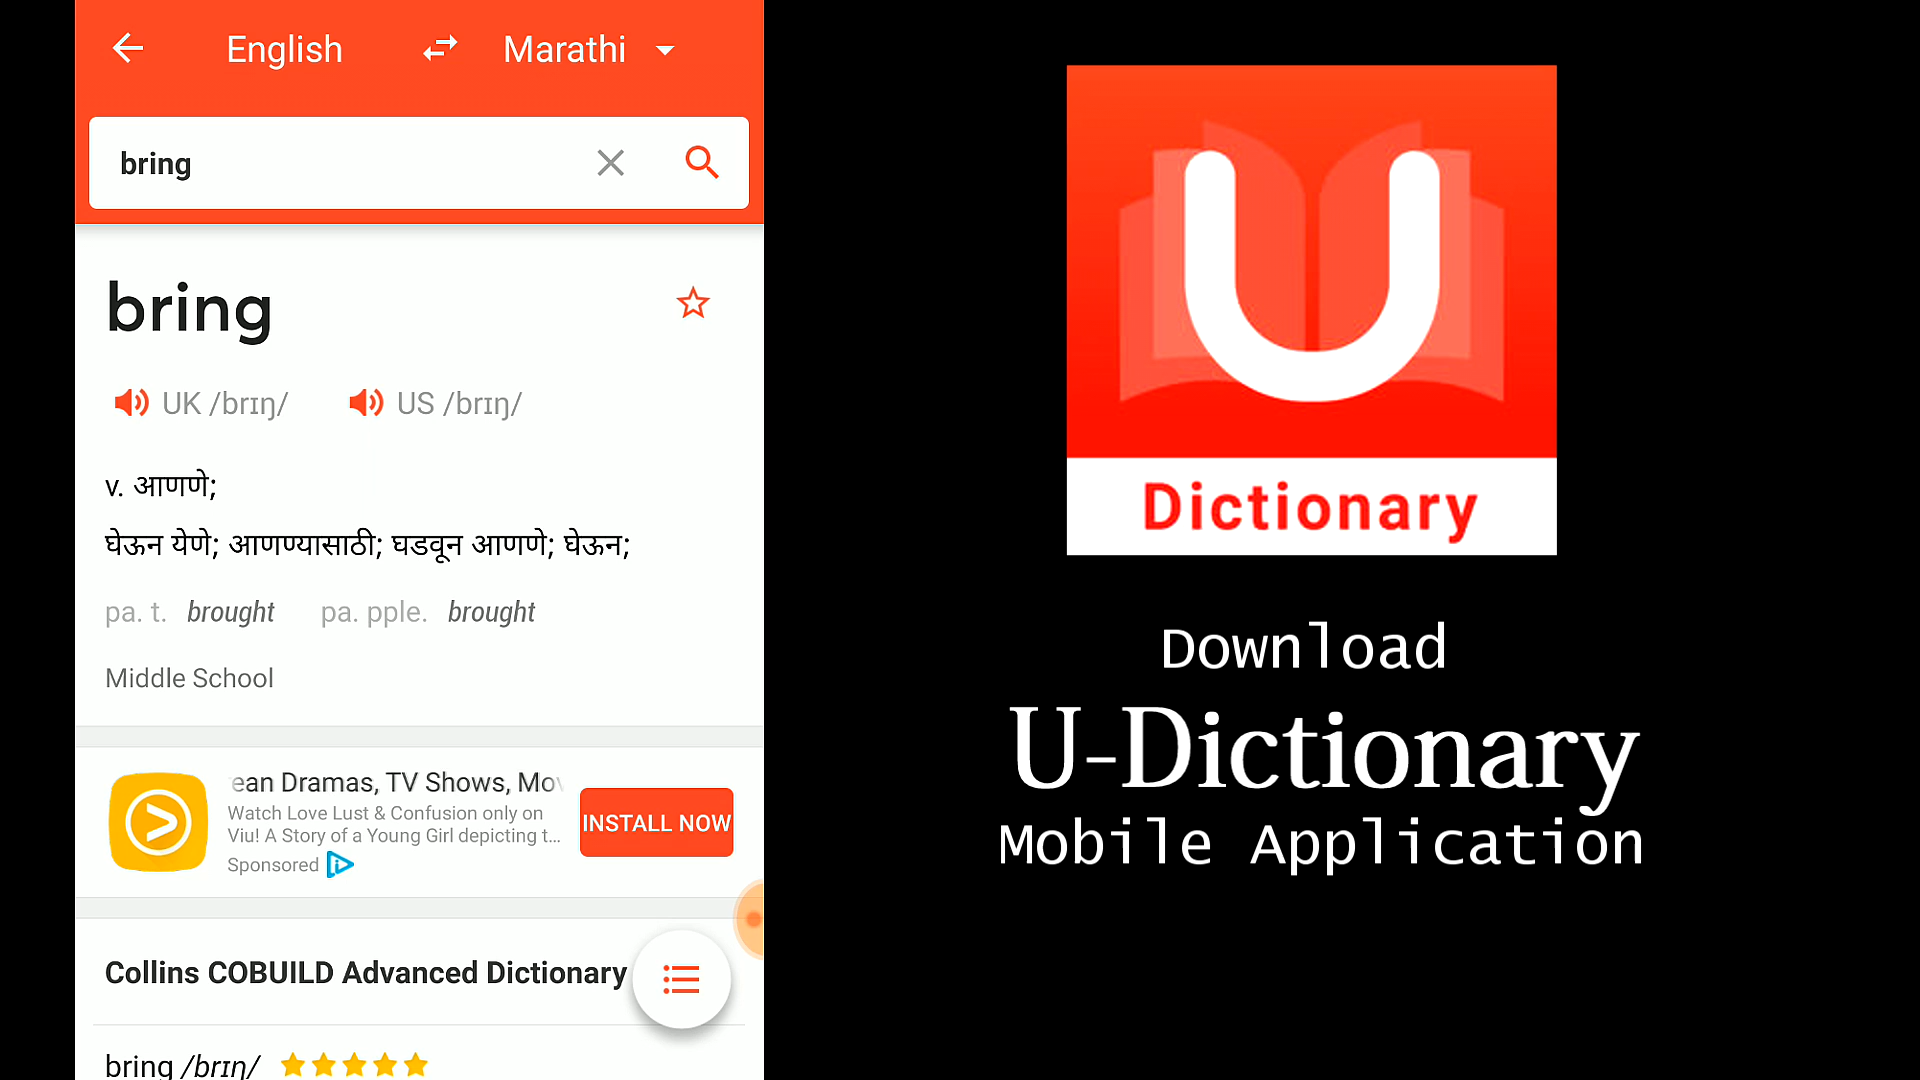 English Marathi
bring
bring
UK /brɪŋ/ US /brɪŋ/
v. आणणे;
घेऊन येणे; आणण्यासाठी; घडवून आणणे; घेऊन;
pa. t. brought pa. pple. brought
Middle School
ean Dramas, TV Shows, Mov
Watch Love Lust & Confusion only on
Viu! A Story of a Young Girl depicting t...
Sponsored
INSTALL NOW
Collins COBUILD Advanced Dictionary
bring /brɪŋ/
U
Dictionary
Download
U-Dictionary
Mobile Application